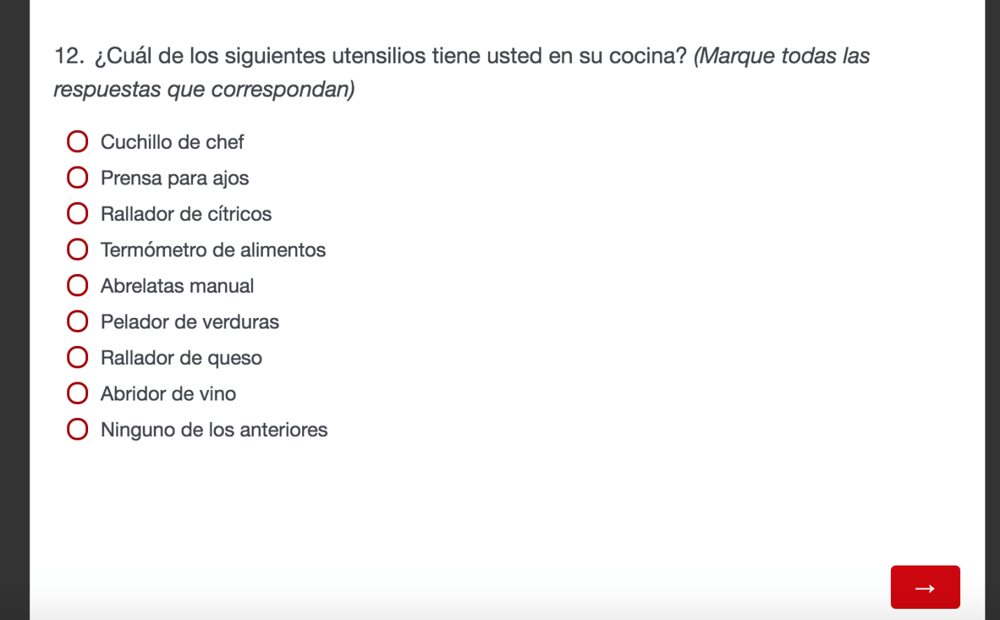 12. ¿Cuál de los siguientes utensilios tiene usted en su cocina? (Marque todas las
respuestas que correspondan)
Cuchillo de chef
Prensa para ajos
Rallador de cítricos
Termómetro de alimentos
Abrelatas manual
Pelador de verduras
Rallador de queso
Abridor de vino
Ninguno de los anteriores
→